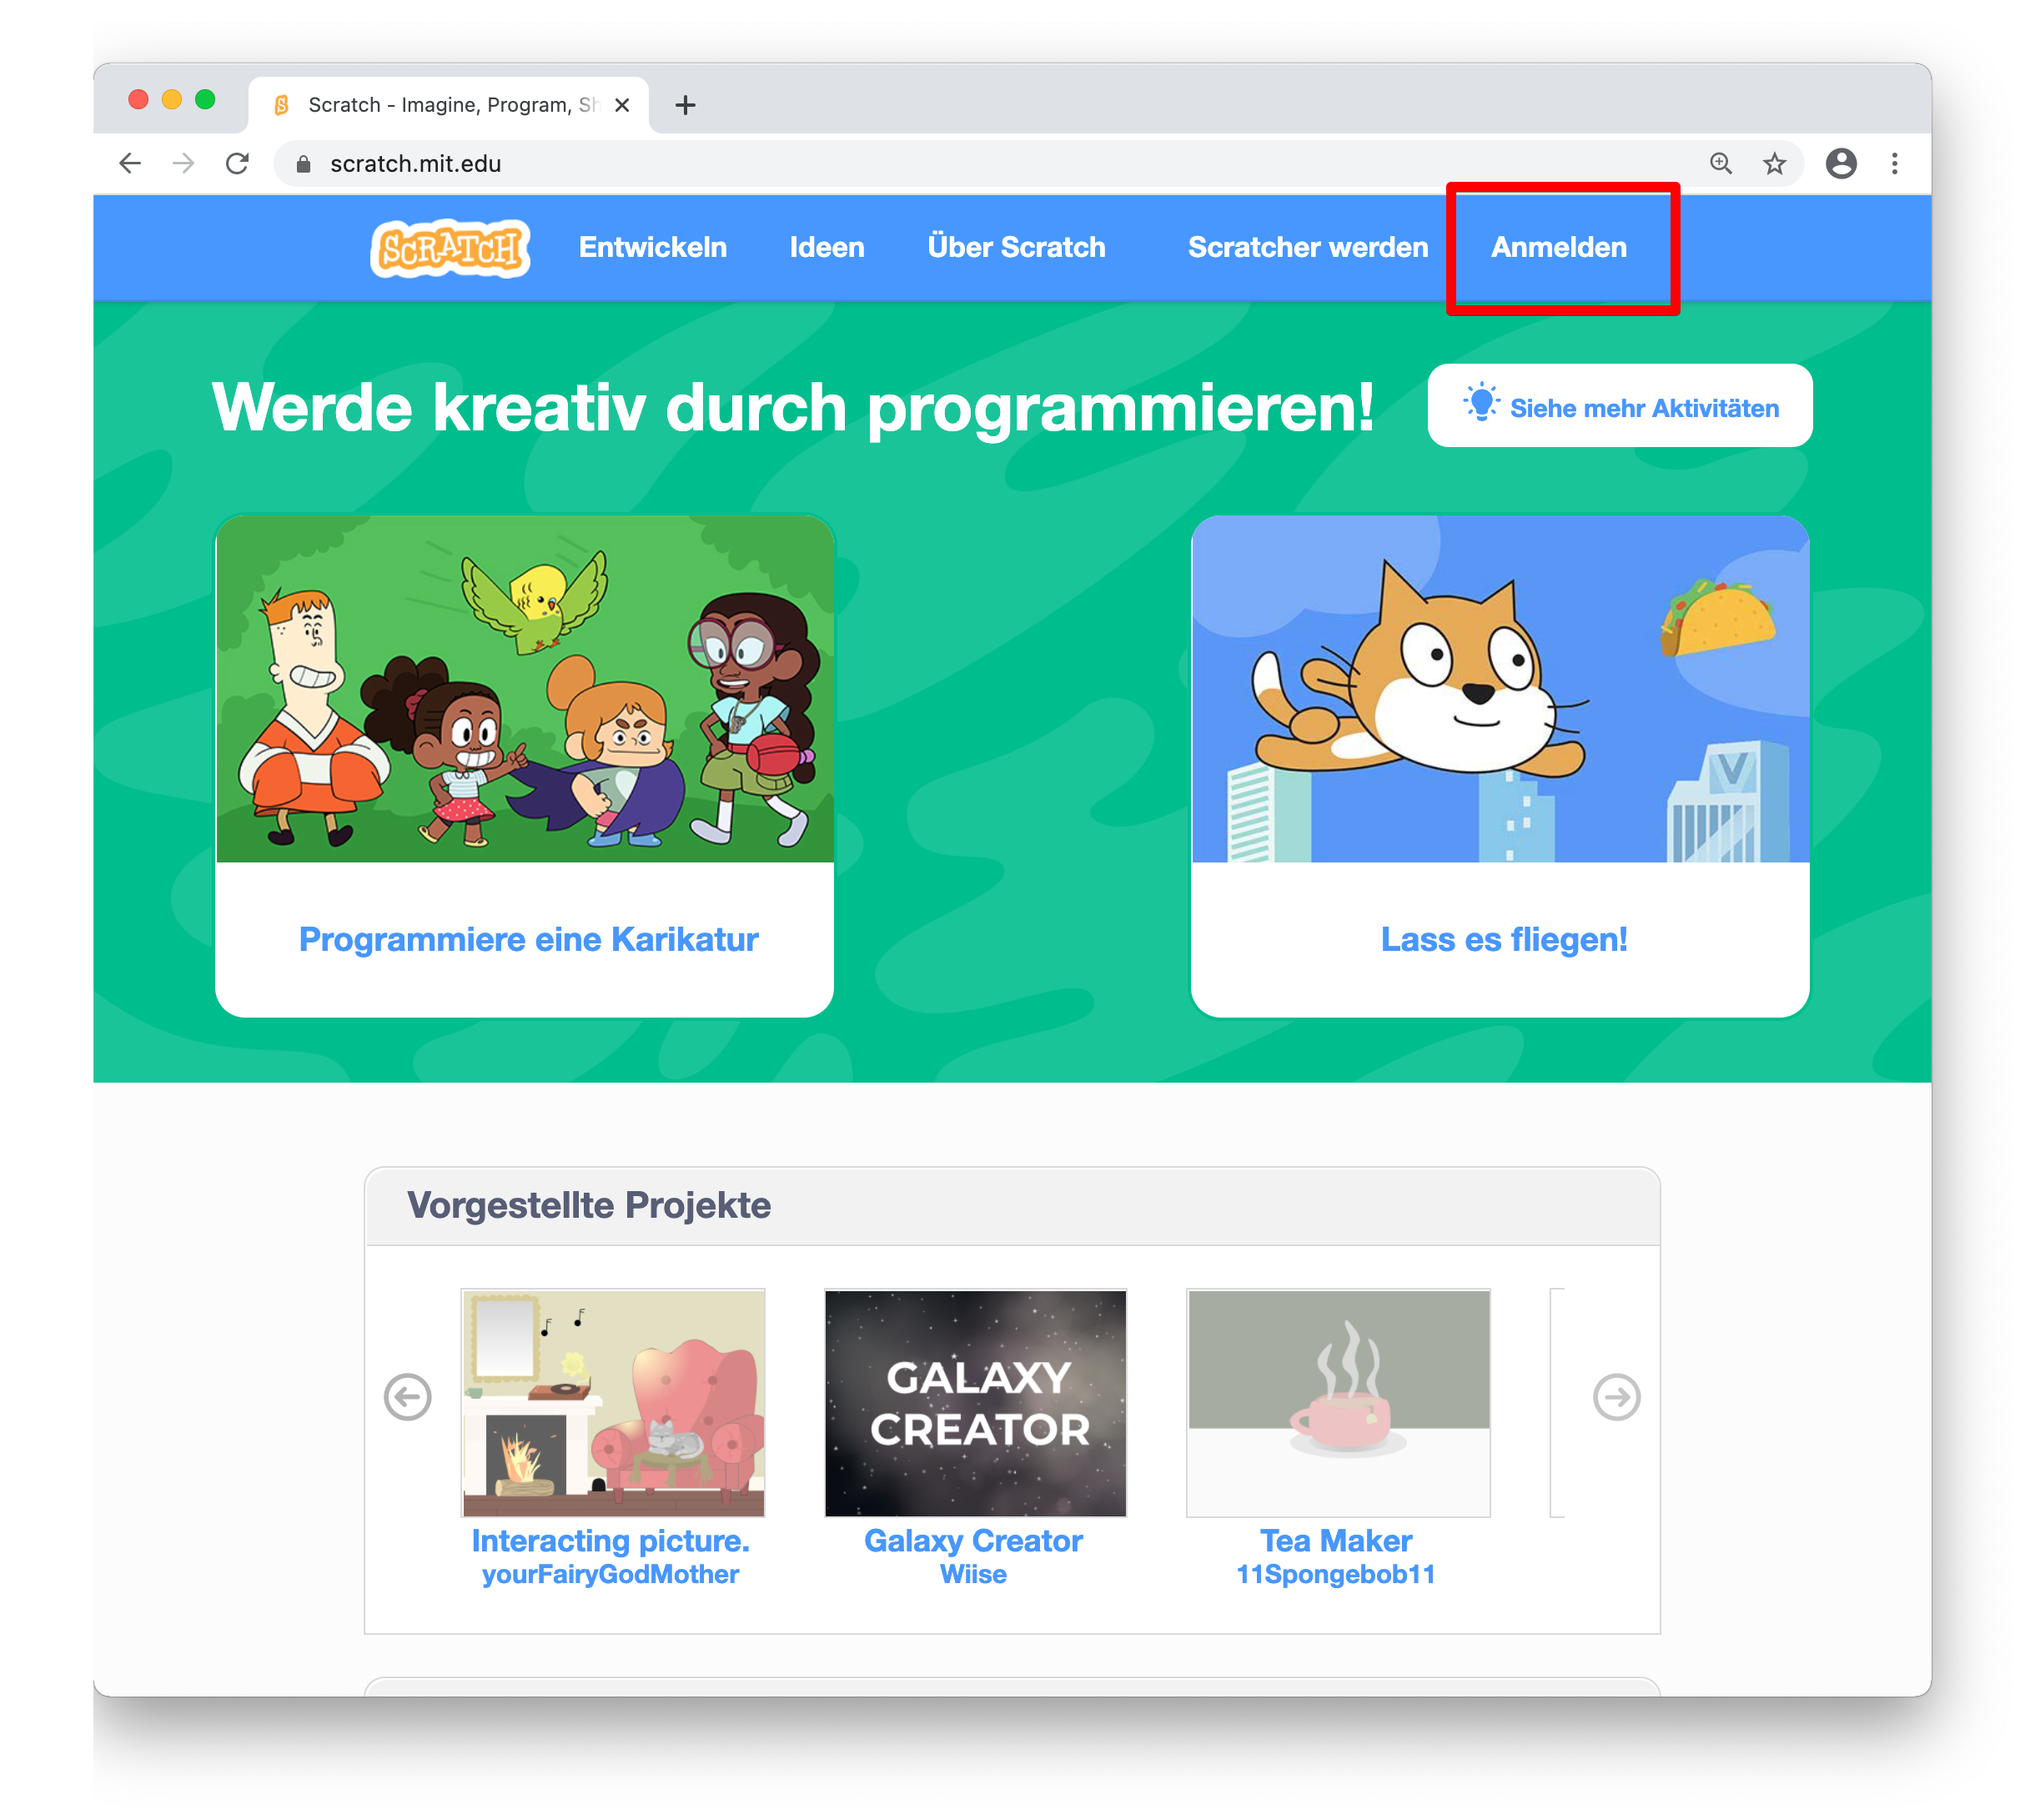 Scratch - Imagine, Program, Sh
scratch.mit.edu
SCRATCH
Entwickeln
Ideen
Über Scratch
Scratcher werden
Anmelden
Werde kreativ durch programmieren!
Siehe mehr Aktivitäten
Programmiere eine Karikatur
Lass es fliegen!
Vorgestellte Projekte
GALAXY
CREATOR
Interacting picture.
yourFairyGodMother
Galaxy Creator
Wiise
Tea Maker
11Spongebob11